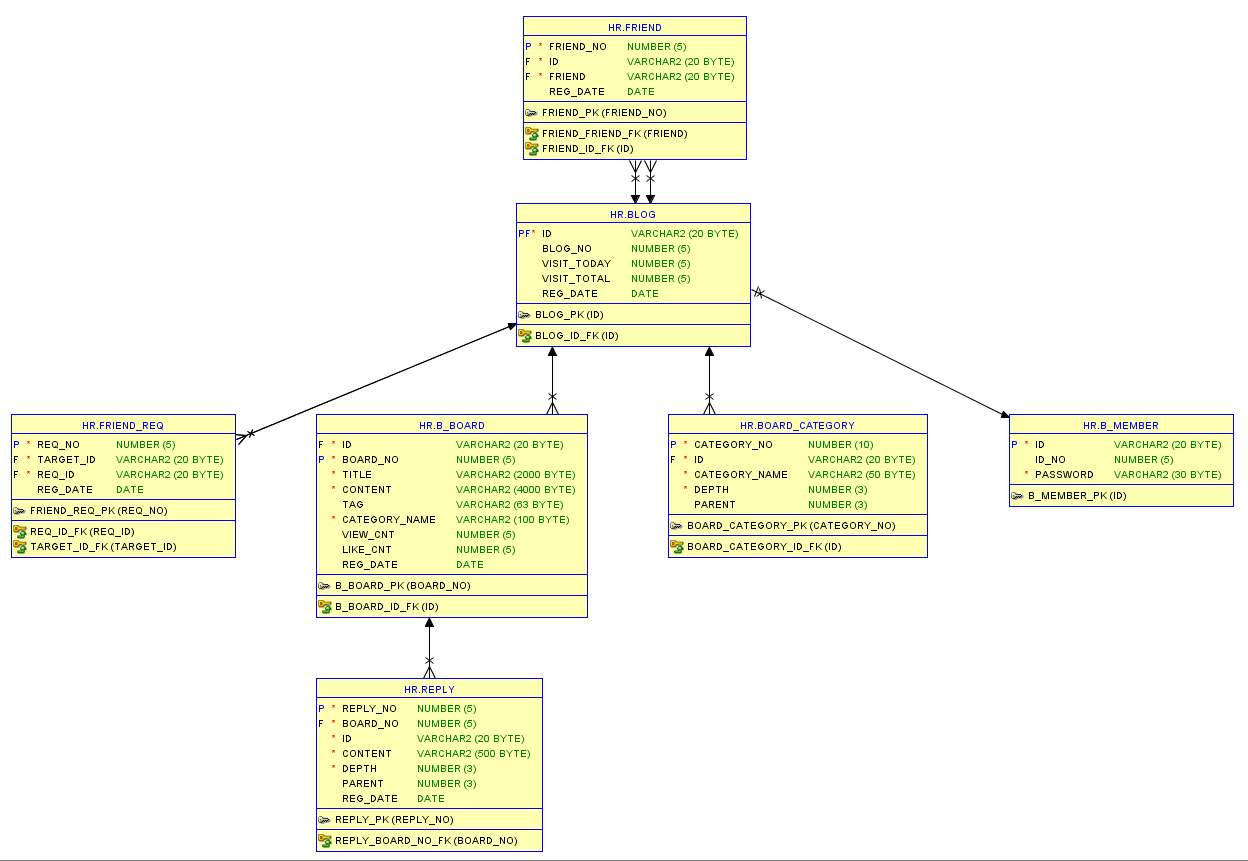 HR.FRIEND
P * FRIEND_NO NUMBER (5)
F * ID VARCHAR2 (20 BYTE)
F * FRIEND VARCHAR2 (20 BYTE)
REG_DATE DATE
FRIEND_PK (FRIEND_NO)
FRIEND_FRIEND_FK (FRIEND)
FRIEND_ID_FK (ID)
HR.BLOG
PF* ID VARCHAR2 (20 BYTE)
BLOG_NO NUMBER (5)
VISIT_TODAY NUMBER (5)
VISIT_TOTAL NUMBER (5)
REG_DATE DATE
BLOG_PK (ID)
BLOG_ID_FK (ID)
HR.FRIEND_REQ
P * REQ_NO NUMBER (5)
F * TARGET_ID VARCHAR2 (20 BYTE)
F * REQ_ID VARCHAR2 (20 BYTE)
REG_DATE DATE
FRIEND_REQ_PK (REQ_NO)
REQ_ID_FK (REQ_ID)
TARGET_ID_FK (TARGET_ID)
HR.B_BOARD
F * ID VARCHAR2 (20 BYTE)
P * BOARD_NO NUMBER (5)
* TITLE VARCHAR2 (2000 BYTE)
* CONTENT VARCHAR2 (4000 BYTE)
TAG VARCHAR2 (63 BYTE)
* CATEGORY_NAME VARCHAR2 (100 BYTE)
VIEW_CNT NUMBER (5)
LIKE_CNT NUMBER (5)
REG_DATE DATE
B_BOARD_PK (BOARD_NO)
B_BOARD_ID_FK (ID)
HR.BOARD_CATEGORY
P * CATEGORY_NO NUMBER (10)
F * ID VARCHAR2 (20 BYTE)
* CATEGORY_NAME VARCHAR2 (50 BYTE)
* DEPTH NUMBER (3)
PARENT NUMBER (3)
BOARD_CATEGORY_PK (CATEGORY_NO)
BOARD_CATEGORY_ID_FK (ID)
HR.B_MEMBER
P * ID VARCHAR2 (20 BYTE)
ID_NO NUMBER (5)
* PASSWORD VARCHAR2 (30 BYTE)
B_MEMBER_PK (ID)
HR.REPLY
P * REPLY_NO NUMBER (5)
F * BOARD_NO NUMBER (5)
* ID VARCHAR2 (20 BYTE)
* CONTENT VARCHAR2 (500 BYTE)
* DEPTH NUMBER (3)
PARENT NUMBER (3)
REG_DATE DATE
REPLY_PK (REPLY_NO)
REPLY_BOARD_NO_FK (BOARD_NO)